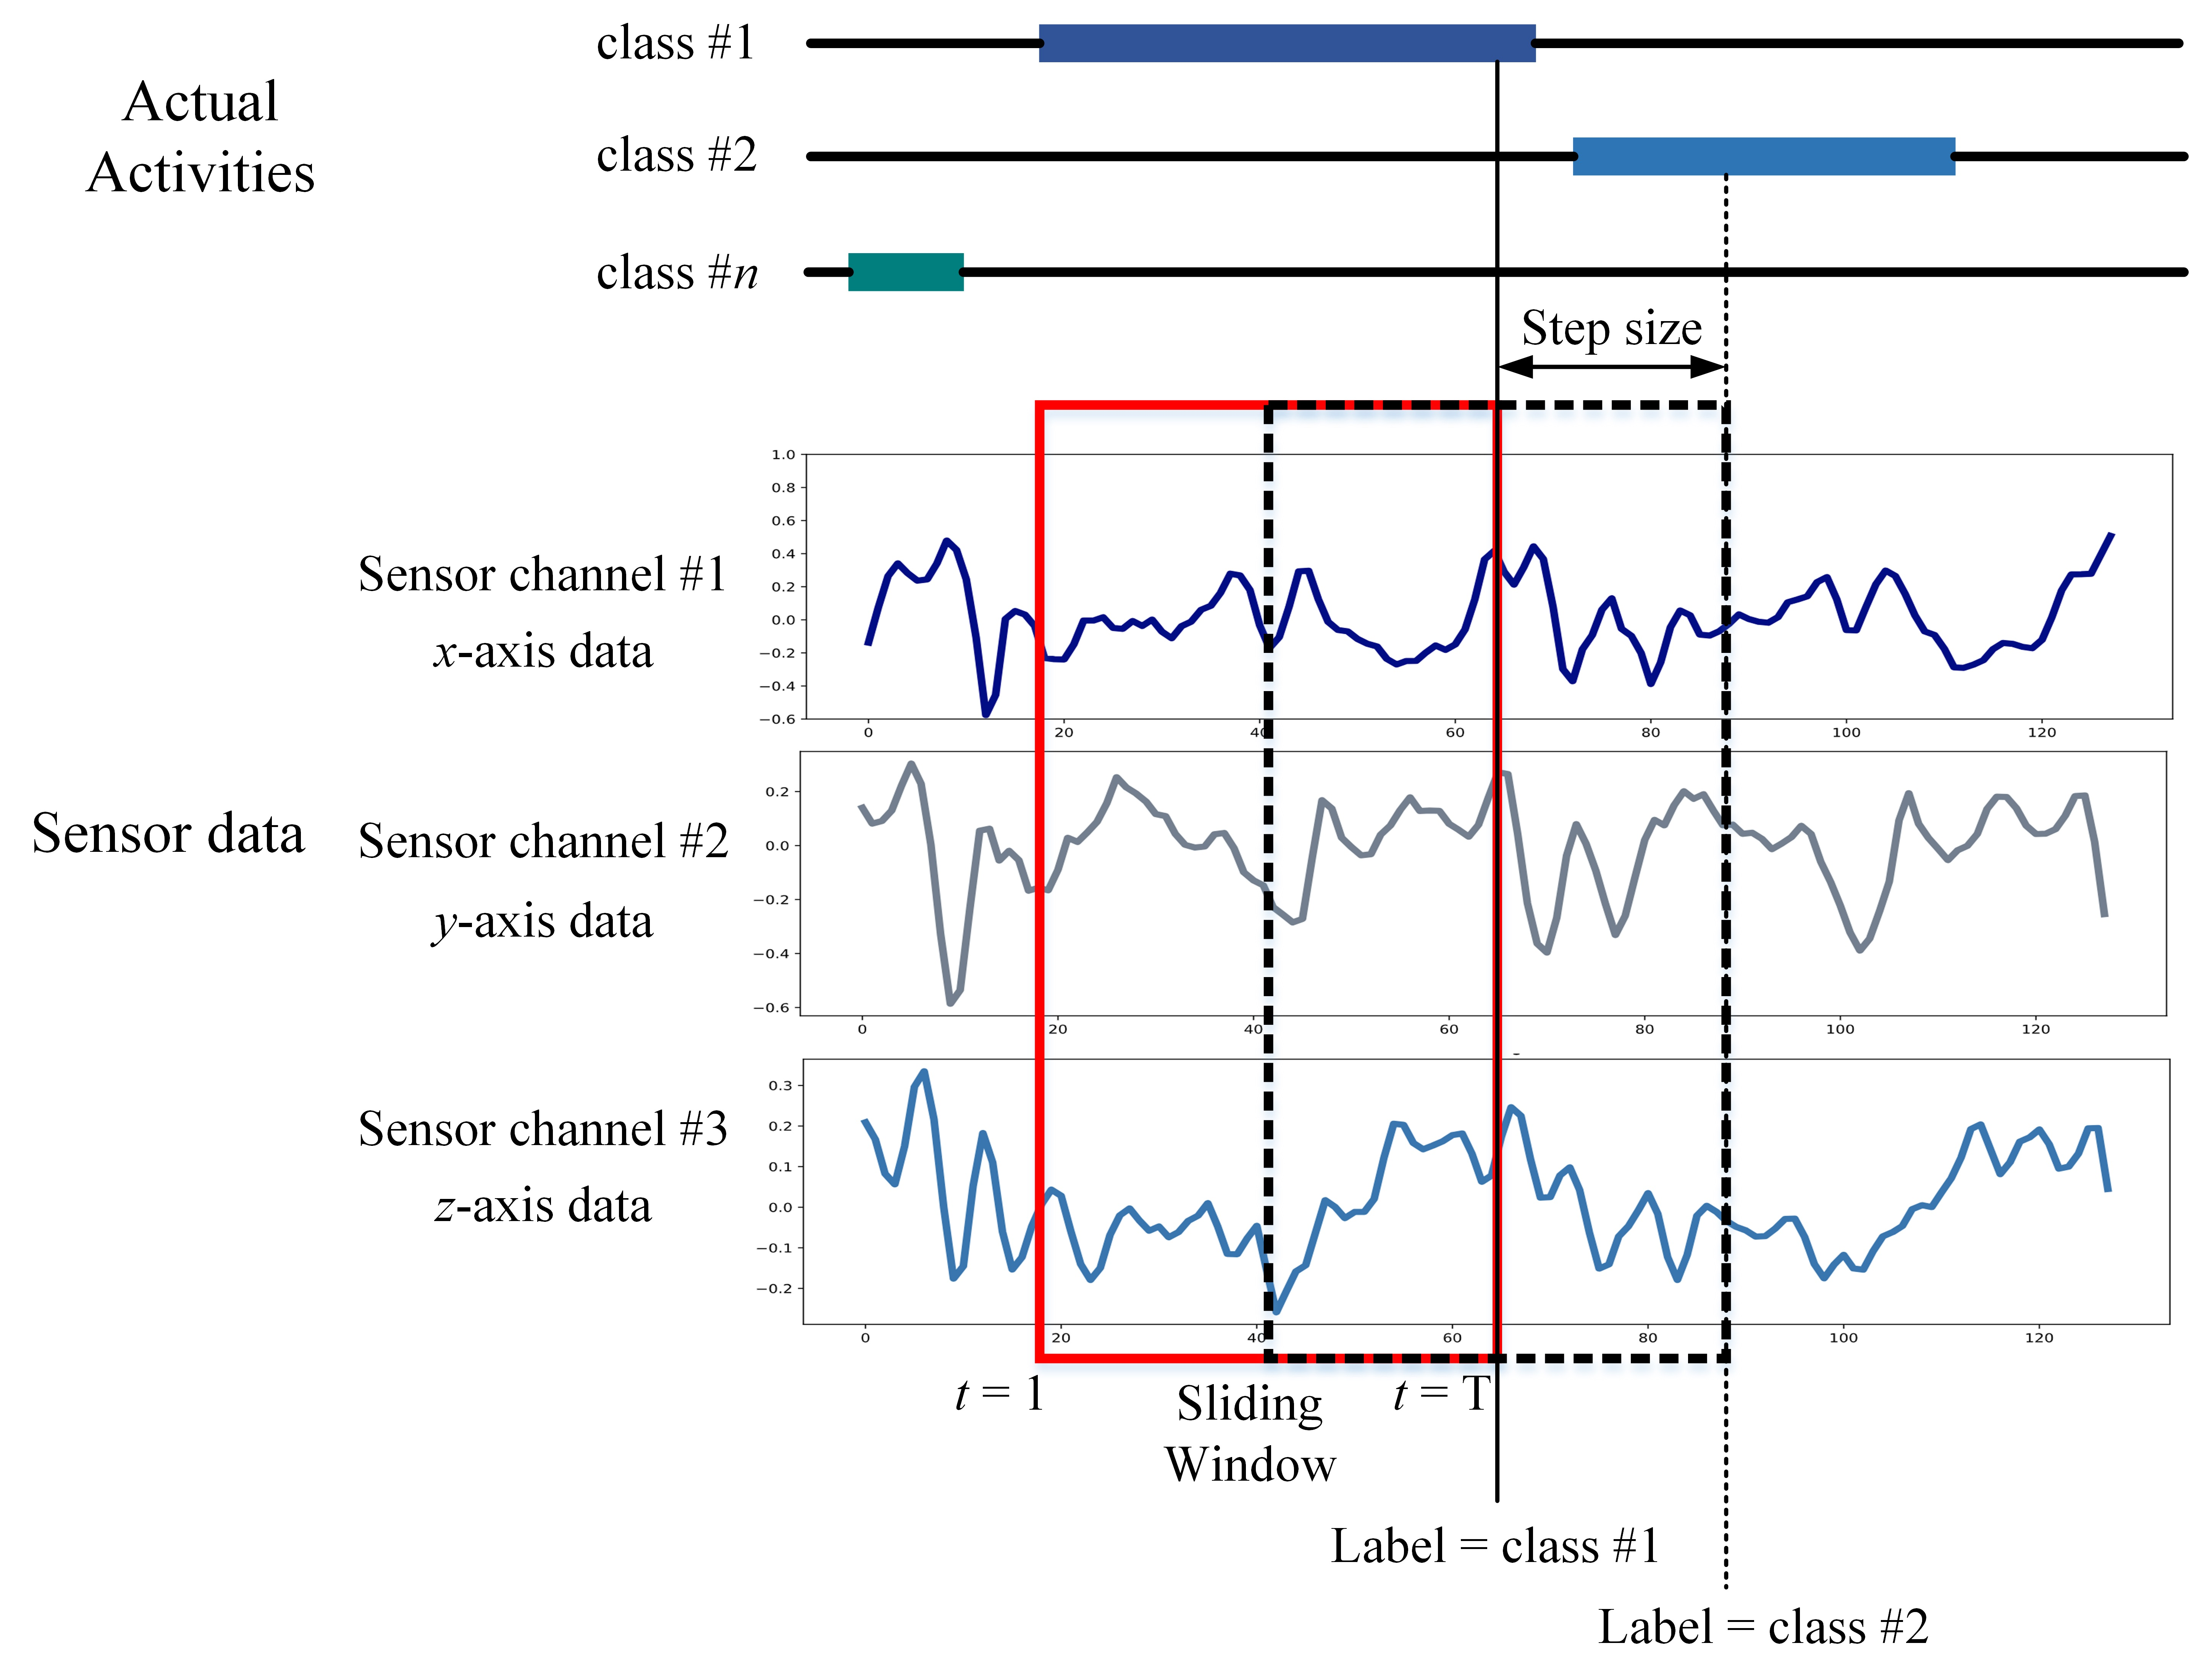 class #1
Actual
Activities
class #2
class #n
Step size
1.0
0.8
0.6
0.4
0.2
0.0
−0.2
−0.4
−0.6
0 20 40 60 80 100 120
Sensor channel #1
x-axis data
0.2
0.0
−0.2
−0.4
−0.6
0 20 40 60 80 100 120
Sensor data
Sensor channel #2
y-axis data
0.3
0.2
0.1
0.0
−0.1
−0.2
0 20 40 60 80 100 120
Sensor channel #3
z-axis data
t = 1
Sliding
Window
t = T
Label = class #1
Label = class #2